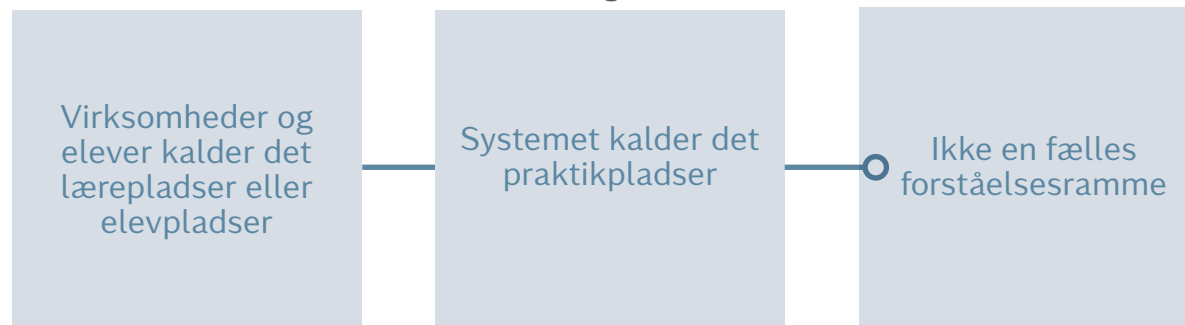 Virksomheder og
elever kalder det
lærepladser eller
elevpladser
Systemet kalder det
praktikpladser
Ikke en fælles
forståelsesramme